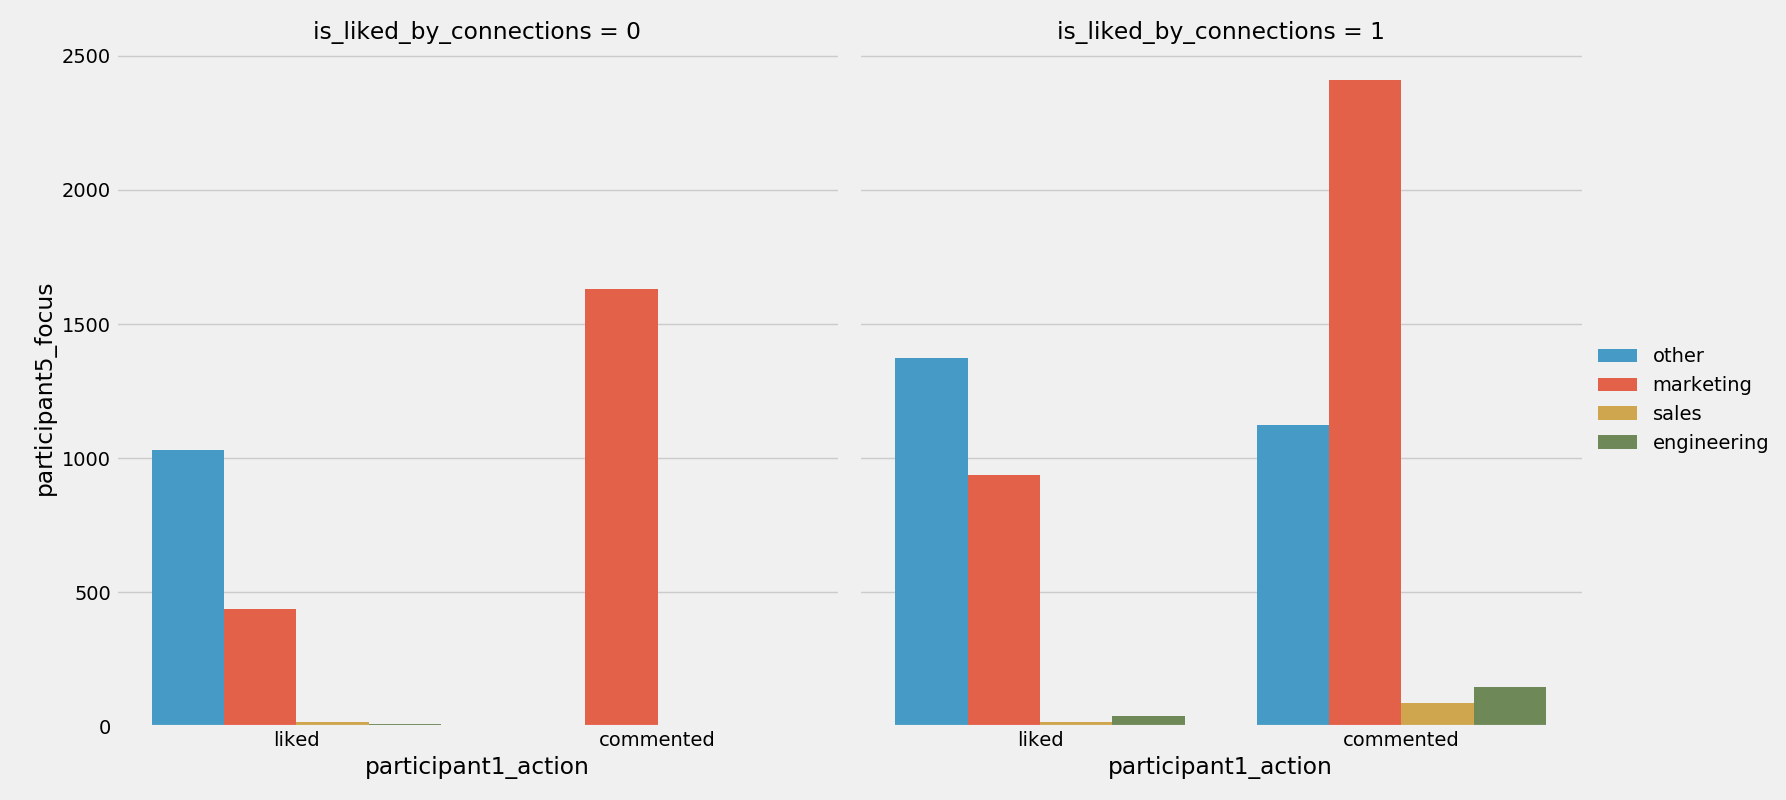 is_liked_by_connections = 0
is_liked_by_connections = 1
2500
2000
1500
1000
500
0
participant5_focus
liked
commented
liked
commented
participant1_action
participant1_action
other
marketing
sales
engineering